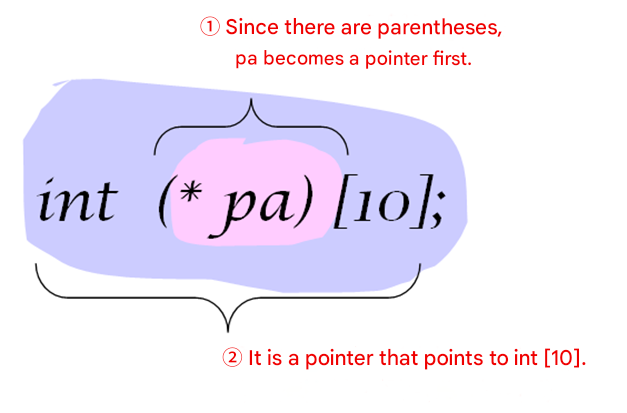 ① Since there are parentheses,
pa becomes a pointer first.
int (* pa) [10];
② It is a pointer that points to int [10].